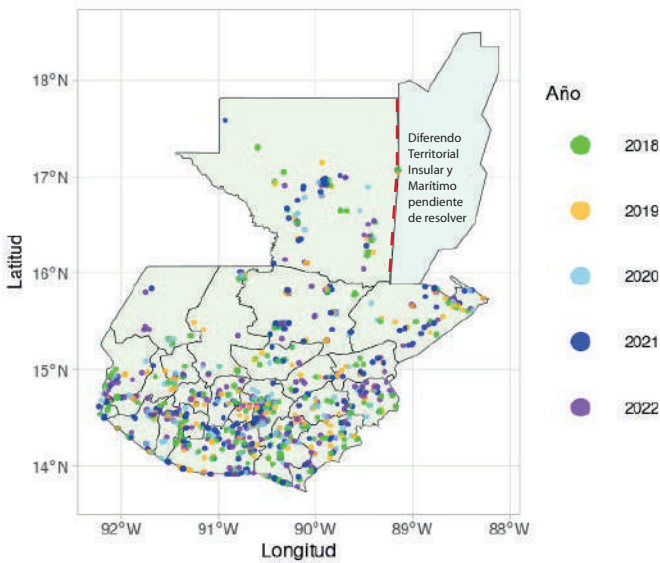 18°N
17°N
16°N
15°N
14°N
Latitud
92°W
91°W
90°W
89°W
88°W
Longitud
Diferendo
Territorial
Insular y
Marítimo
pendiente
de resolver
Año
2018
2019
2020
2021
2022